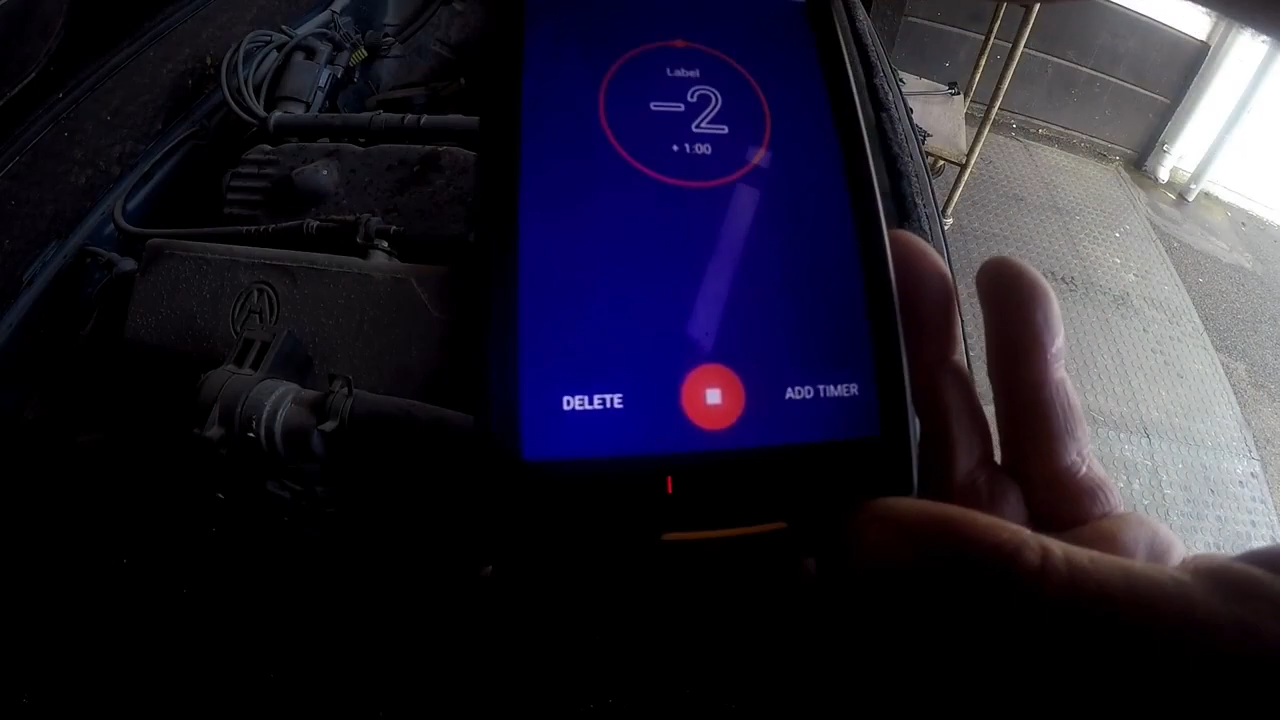 Label
−2
+ 1:00
DELETE
ADD TIMER